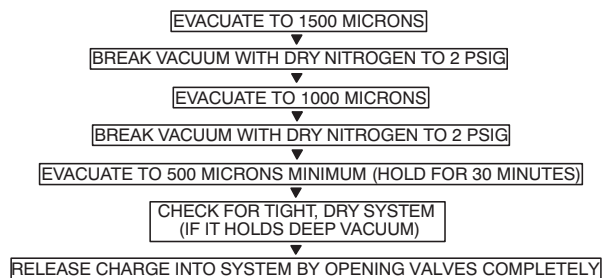 EVACUATE TO 1500 MICRONS
BREAK VACUUM WITH DRY NITROGEN TO 2 PSIG
EVACUATE TO 1000 MICRONS
BREAK VACUUM WITH DRY NITROGEN TO 2 PSIG
EVACUATE TO 500 MICRONS MINIMUM (HOLD FOR 30 MINUTES)
CHECK FOR TIGHT, DRY SYSTEM
(IF IT HOLDS DEEP VACUUM)
RELEASE CHARGE INTO SYSTEM BY OPENING VALVES COMPLETELY